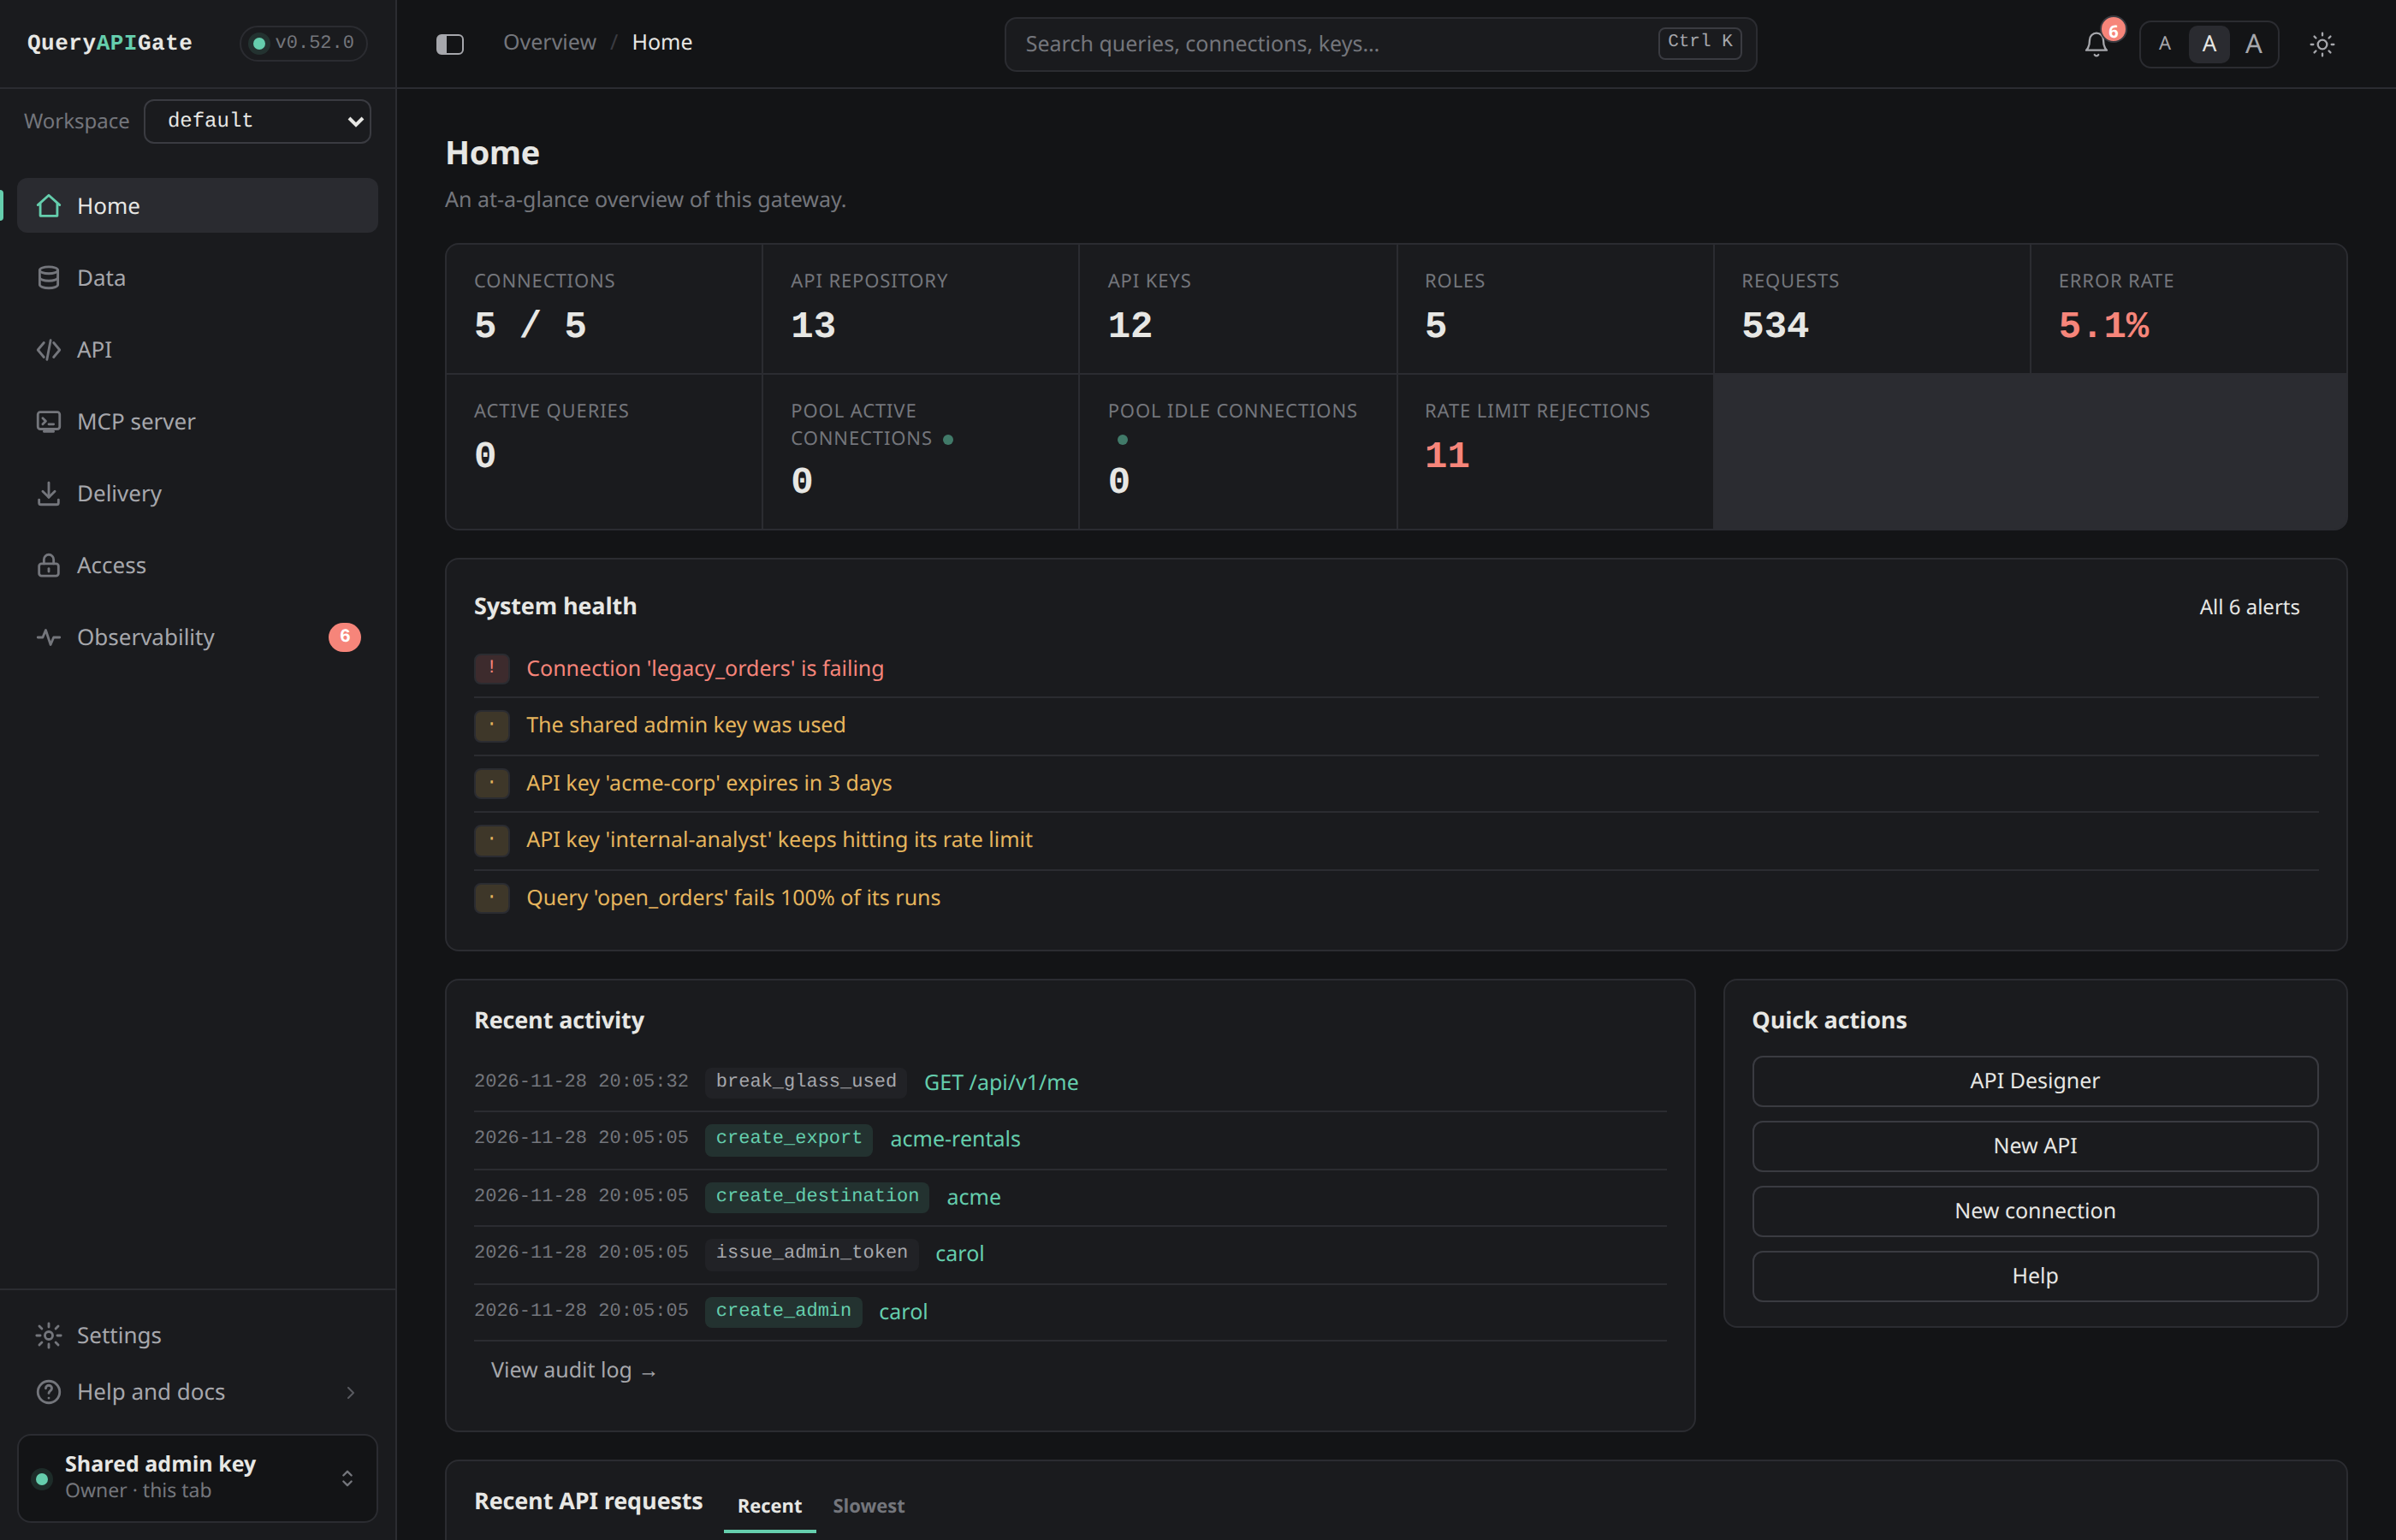 QueryAPIGate
v0.52.0
Overview / Home
Search queries, connections, keys...
Ctrl K
6
A A A
Workspace
default
Home
Data
API
MCP server
Delivery
Access
Observability
6
Settings
Help and docs
Shared admin key
Owner · this tab
Home
An at-a-glance overview of this gateway.
CONNECTIONS
5 / 5
API REPOSITORY
13
API KEYS
12
ROLES
5
REQUESTS
534
ERROR RATE
5.1%
ACTIVE QUERIES
0
POOL ACTIVE
CONNECTIONS
0
POOL IDLE CONNECTIONS
0
RATE LIMIT REJECTIONS
11
System health
All 6 alerts
! Connection 'legacy_orders' is failing
· The shared admin key was used
· API key 'acme-corp' expires in 3 days
· API key 'internal-analyst' keeps hitting its rate limit
· Query 'open_orders' fails 100% of its runs
Recent activity
2026-11-28 20:05:32 break_glass_used GET /api/v1/me
2026-11-28 20:05:05 create_export acme-rentals
2026-11-28 20:05:05 create_destination acme
2026-11-28 20:05:05 issue_admin_token carol
2026-11-28 20:05:05 create_admin carol
View audit log →
Quick actions
API Designer
New API
New connection
Help
Recent API requests
Recent
Slowest